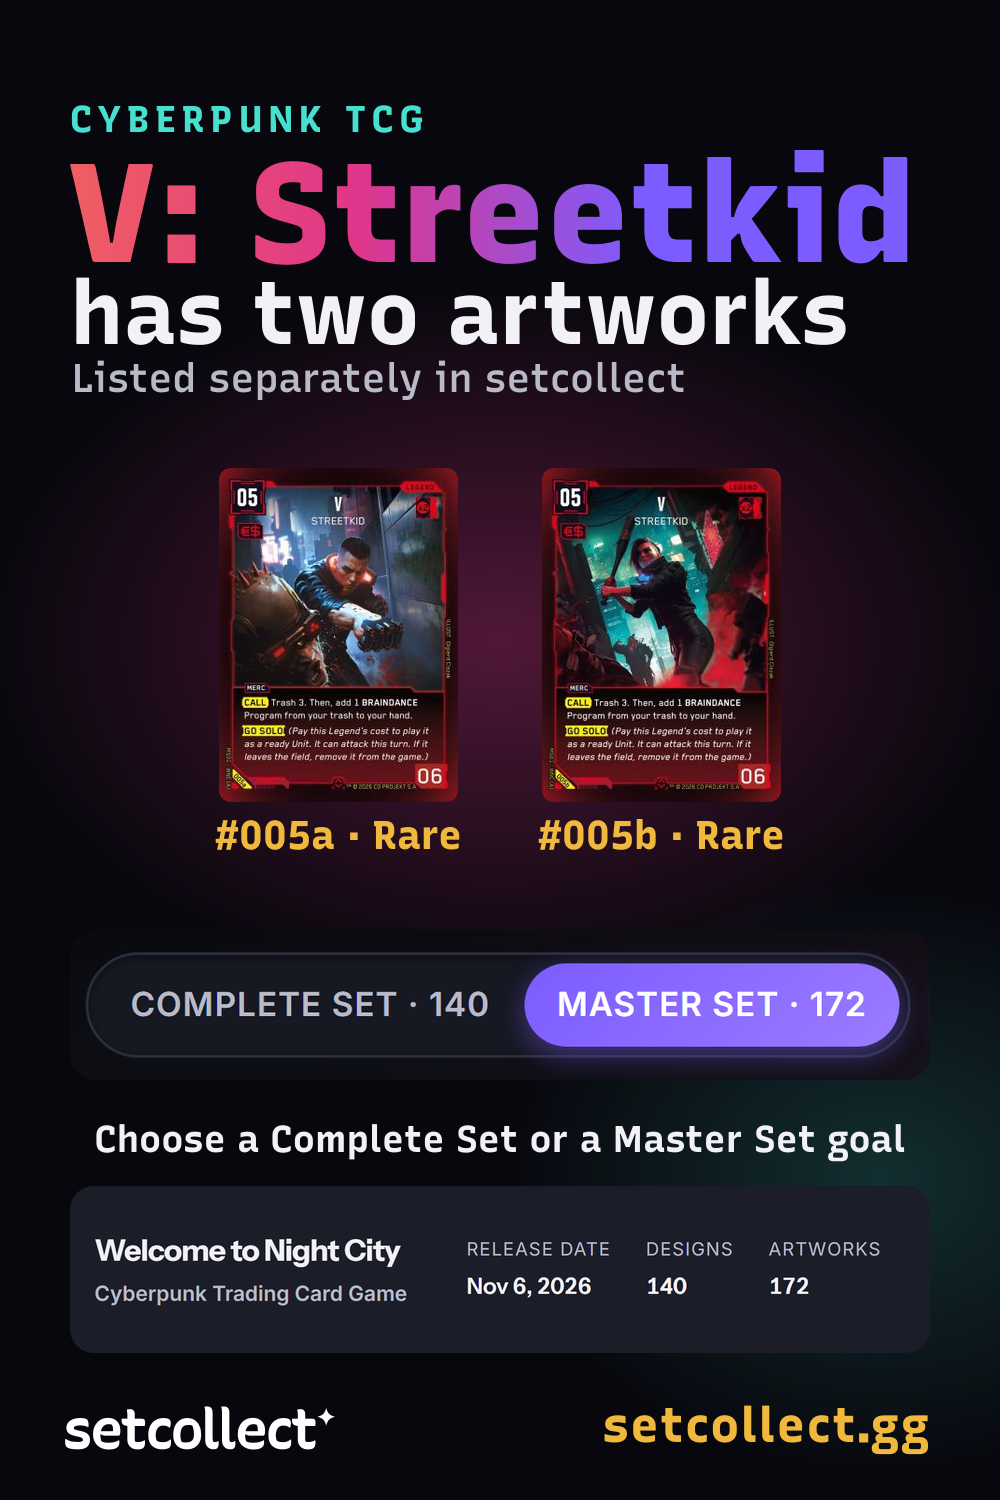 CYBERPUNK TCG
V: Streetkid
has two artworks
Listed separately in setcollect
05
LEGEND
V
STREETKID
€$
MERC
CALL Trash 3. Then, add 1 BRAINDANCE
Program from your trash to your hand.
GO SOLO (Pay this Legend's cost to play it
as a ready Unit. It can attack this turn. If it
leaves the field, remove it from the game.)
06
© 2026 CD PROJEKT S.A.
#005a · Rare
05
LEGEND
V
STREETKID
€$
MERC
CALL Trash 3. Then, add 1 BRAINDANCE
Program from your trash to your hand.
GO SOLO (Pay this Legend's cost to play it
as a ready Unit. It can attack this turn. If it
leaves the field, remove it from the game.)
06
© 2026 CD PROJEKT S.A.
#005b · Rare
COMPLETE SET · 140
MASTER SET · 172
Choose a Complete Set or a Master Set goal
Welcome to Night City
Cyberpunk Trading Card Game
RELEASE DATE
Nov 6, 2026
DESIGNS
140
ARTWORKS
172
setcollect
setcollect.gg